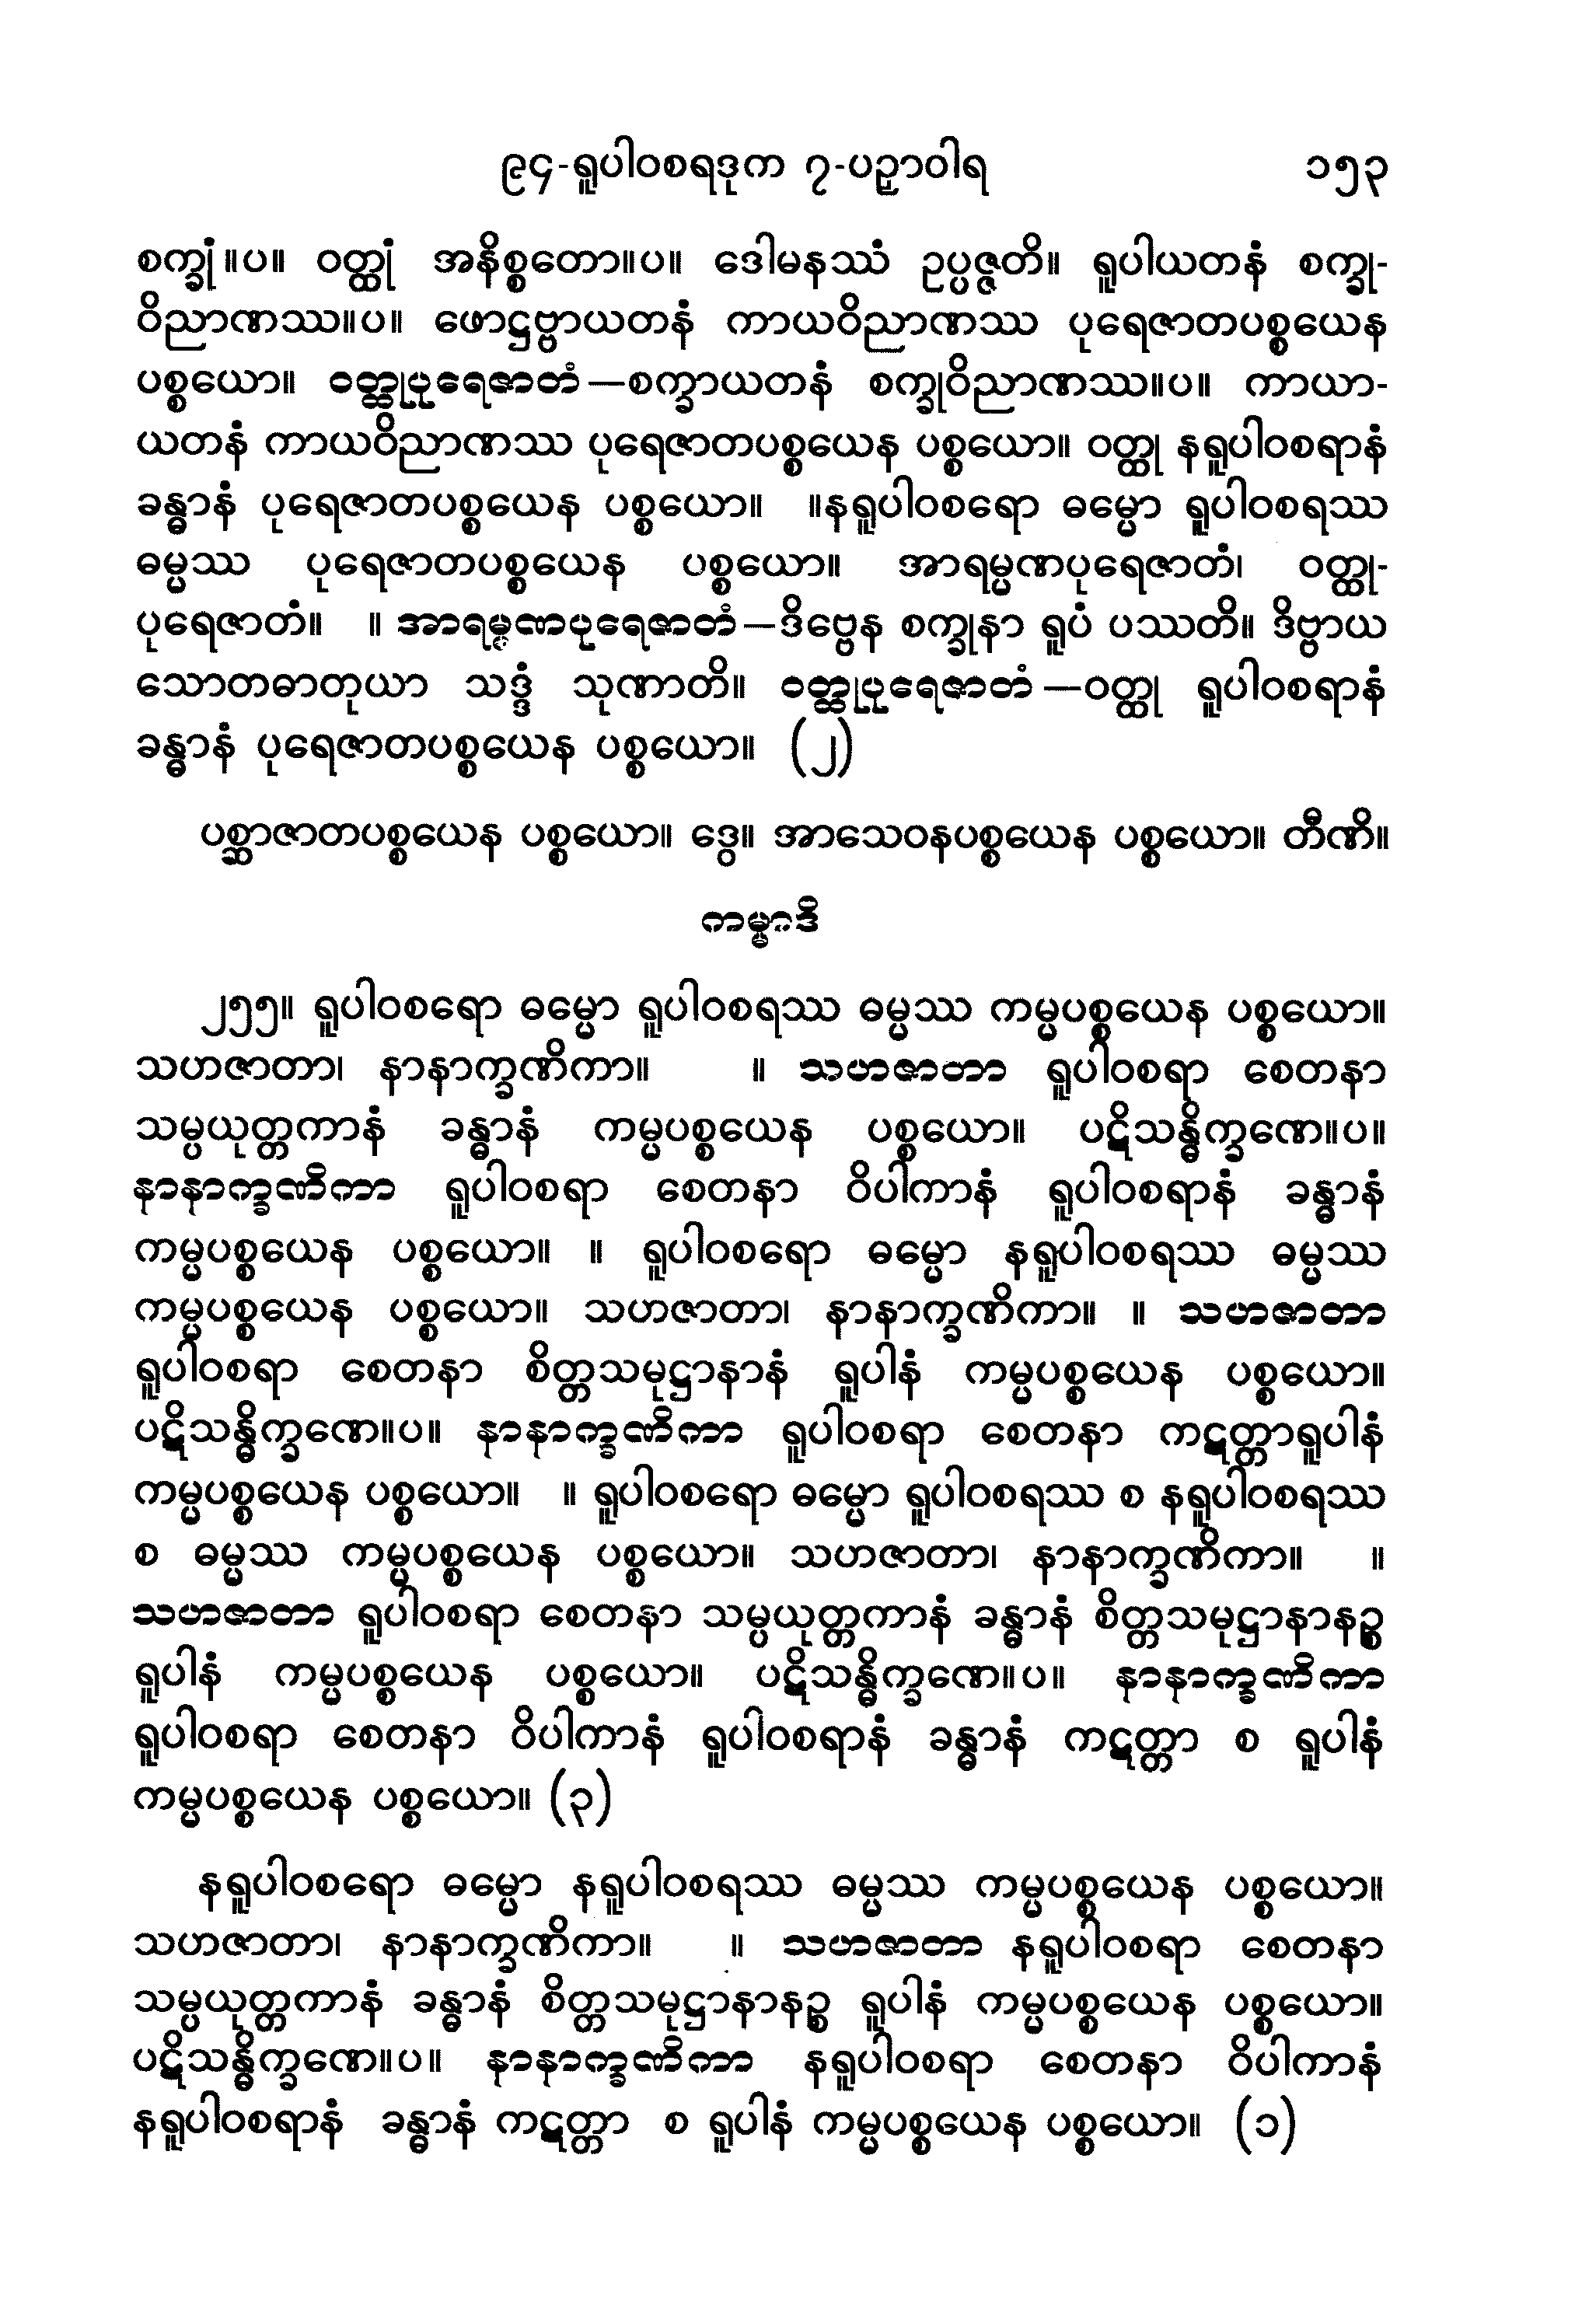 ၉၄-ရူပါဝစရဒုက ၇-ပဉှာဝါရ ၁၅၃
စက္ခုံ။ပ။ ဝတ္ထုံ အနိစ္စတော။ပ။ ဒေါမနဿံ ဥပ္ပဇ္ဇတိ။ ရူပါယတနံ စက္ခု-
ဝိညာဏဿ။ပ။ ဖောဋ္ဌဗ္ဗာယတနံ ကာယဝိညာဏဿ ပုရေဇာတပစ္စယေန
ပစ္စယော။ ဝတ္ထုပုရေဇာတံ—စက္ခာယတနံ စက္ခုဝိညာဏဿ။ပ။ ကာယာ-
ယတနံ ကာယဝိညာဏဿ ပုရေဇာတပစ္စယေန ပစ္စယော။ ဝတ္ထု နရူပါဝစရာနံ
ခန္ဓာနံ ပုရေဇာတပစ္စယေန ပစ္စယော။ ။နရူပါဝစရော ဓမ္မော ရူပါဝစရဿ
ဓမ္မဿ ပုရေဇာတပစ္စယေန ပစ္စယော။ အာရမ္မဏပုရေဇာတံ၊ ဝတ္ထု-
ပုရေဇာတံ။ ။ အာရမ္မဏပုရေဇာတံ—ဒိဗ္ဗေန စက္ခုနာ ရူပံ ပဿတိ။ ဒိဗ္ဗာယ
သောတဓာတုယာ သဒ္ဒံ သုဏာတိ။ ဝတ္ထုပုရေဇာတံ—ဝတ္ထု ရူပါဝစရာနံ
ခန္ဓာနံ ပုရေဇာတပစ္စယေန ပစ္စယော။ (၂)
ပစ္ဆာဇာတပစ္စယေန ပစ္စယော။ ဒွေ။ အာသေဝနပစ္စယေန ပစ္စယော။ တီဏိ။
ကမ္မာဒိ
၂၅၅။ ရူပါဝစရော ဓမ္မော ရူပါဝစရဿ ဓမ္မဿ ကမ္မပစ္စယေန ပစ္စယော။
သဟဇာတာ၊ နာနာက္ခဏိကာ။ ။ သဟဇာတာ ရူပါဝစရာ စေတနာ
သမ္ပယုတ္တကာနံ ခန္ဓာနံ ကမ္မပစ္စယေန ပစ္စယော။ ပဋိသန္ဓိက္ခဏေ။ပ။
နာနာက္ခဏိကာ ရူပါဝစရာ စေတနာ ဝိပါကာနံ ရူပါဝစရာနံ ခန္ဓာနံ
ကမ္မပစ္စယေန ပစ္စယော။ ။ ရူပါဝစရော ဓမ္မော နရူပါဝစရဿ ဓမ္မဿ
ကမ္မပစ္စယေန ပစ္စယော။ သဟဇာတာ၊ နာနာက္ခဏိကာ။ ။ သဟဇာတာ
ရူပါဝစရာ စေတနာ စိတ္တသမုဋ္ဌာနာနံ ရူပါနံ ကမ္မပစ္စယေန ပစ္စယော။
ပဋိသန္ဓိက္ခဏေ။ပ။ နာနာက္ခဏိကာ ရူပါဝစရာ စေတနာ ကဋတ္တာရူပါနံ
ကမ္မပစ္စယေန ပစ္စယော။ ။ ရူပါဝစရော ဓမ္မော ရူပါဝစရဿ စ နရူပါဝစရဿ
စ ဓမ္မဿ ကမ္မပစ္စယေန ပစ္စယော။ သဟဇာတာ၊ နာနာက္ခဏိကာ။ ။
သဟဇာတာ ရူပါဝစရာ စေတနာ သမ္ပယုတ္တကာနံ ခန္ဓာနံ စိတ္တသမုဋ္ဌာနာနဉ္စ
ရူပါနံ ကမ္မပစ္စယေန ပစ္စယော။ ပဋိသန္ဓိက္ခဏေ။ပ။ နာနာက္ခဏိကာ
ရူပါဝစရာ စေတနာ ဝိပါကာနံ ရူပါဝစရာနံ ခန္ဓာနံ ကဋတ္တာ စ ရူပါနံ
ကမ္မပစ္စယေန ပစ္စယော။ (၃)
နရူပါဝစရော ဓမ္မော နရူပါဝစရဿ ဓမ္မဿ ကမ္မပစ္စယေန ပစ္စယော။
သဟဇာတာ၊ နာနာက္ခဏိကာ။ ။ သဟဇာတာ နရူပါဝစရာ စေတနာ
သမ္ပယုတ္တကာနံ ခန္ဓာနံ စိတ္တသမုဋ္ဌာနာနဉ္စ ရူပါနံ ကမ္မပစ္စယေန ပစ္စယော။
ပဋိသန္ဓိက္ခဏေ။ပ။ နာနာက္ခဏိကာ နရူပါဝစရာ စေတနာ ဝိပါကာနံ
နရူပါဝစရာနံ ခန္ဓာနံ ကဋတ္တာ စ ရူပါနံ ကမ္မပစ္စယေန ပစ္စယော။ (၁)